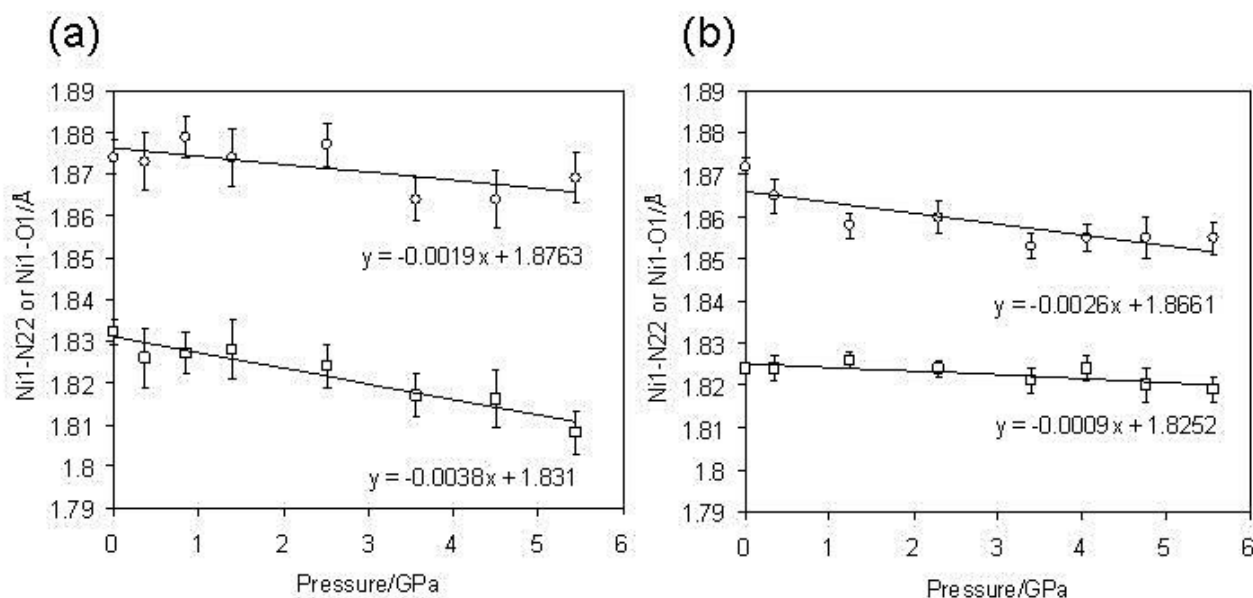 (a)
Ni1-N22 or Ni1-O1/Å
1.89
1.88
1.87
1.86
1.85
1.84
1.83
1.82
1.81
1.8
1.79
y = -0.0019x + 1.8763
y = -0.0038x + 1.831
0 1 2 3 4 5 6
Pressure/GPa
(b)
Ni1-N22 or Ni1-O1/Å
1.89
1.88
1.87
1.86
1.85
1.84
1.83
1.82
1.81
1.8
1.79
y = -0.0026x + 1.8661
y = -0.0009x + 1.8252
0 1 2 3 4 5 6
Pressure/GPa